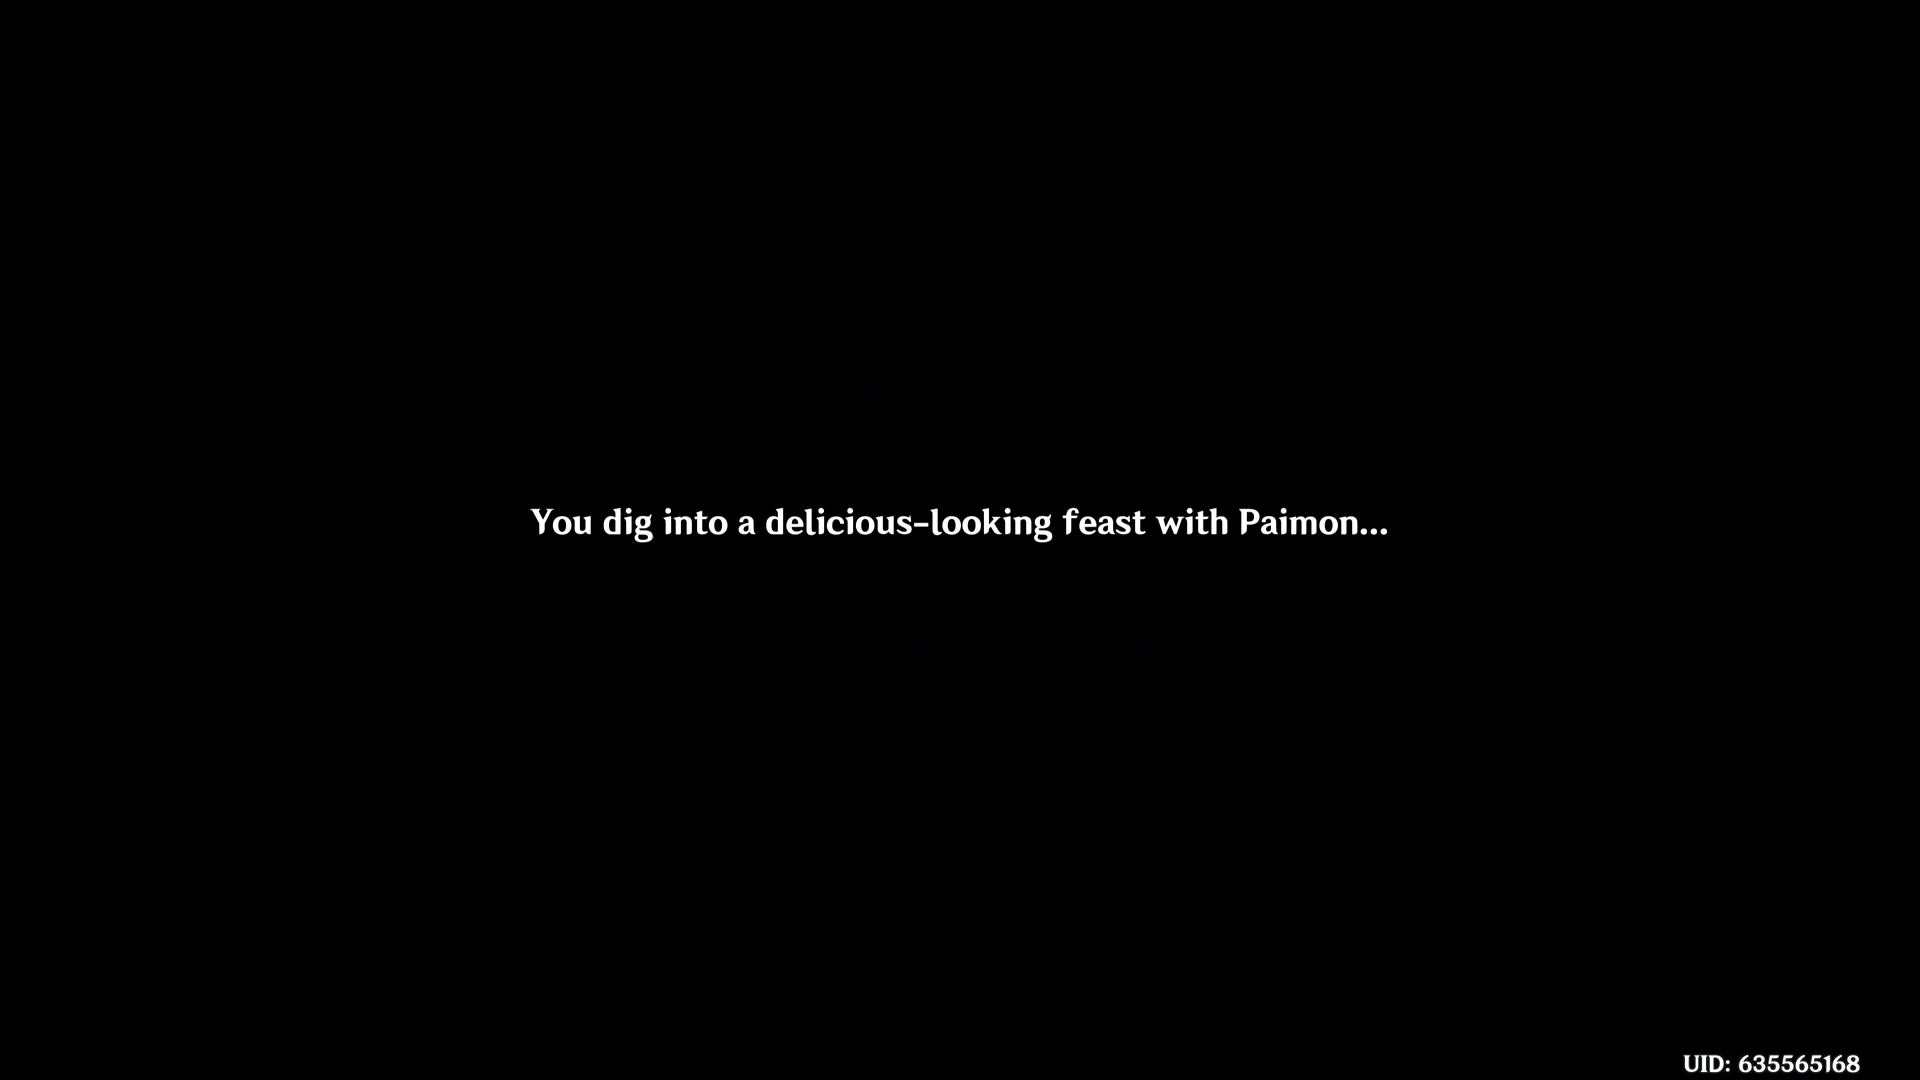 You dig into a delicious-looking feast with Paimon...
UID: 635565168